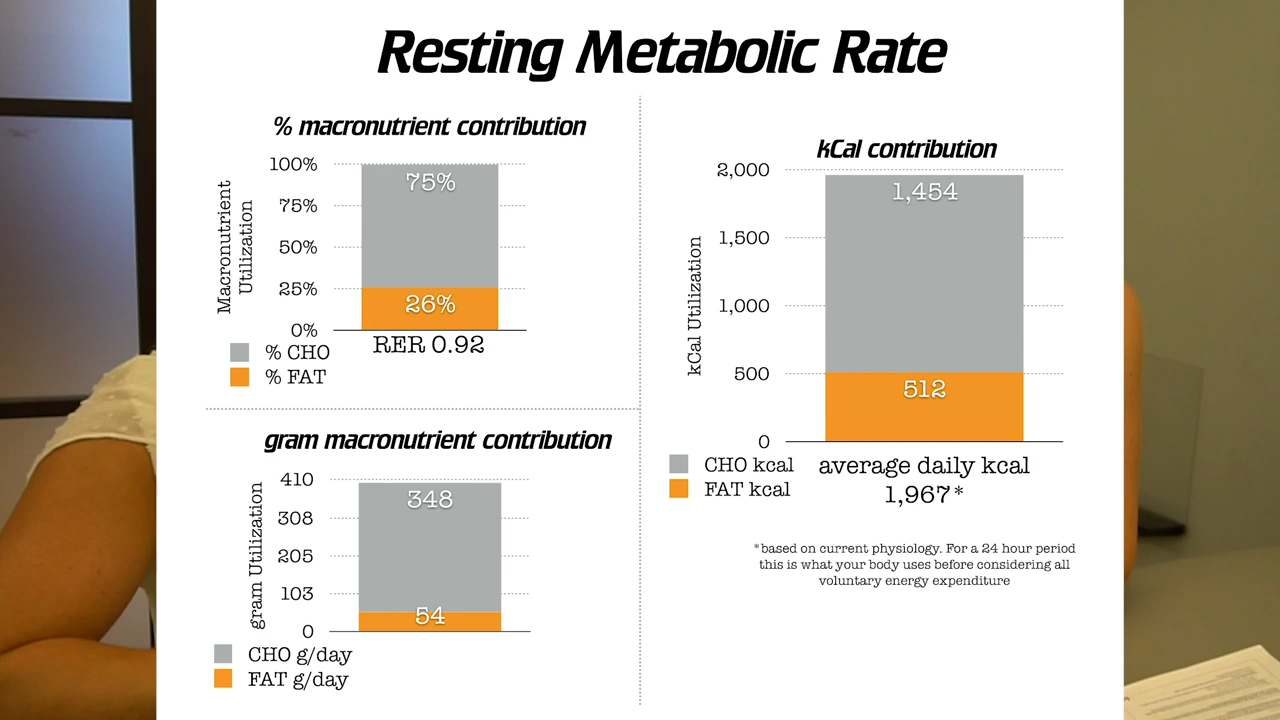 Resting Metabolic Rate
% macronutrient contribution
100%
75%
50%
25%
0%
Macronutrient
Utilization
75%
26%
RER 0.92
% CHO
% FAT
gram macronutrient contribution
410
308
205
103
0
gram Utilization
348
54
CHO g/day
FAT g/day
kCal contribution
2,000
1,500
1,000
500
0
kCal Utilization
1,454
512
CHO kcal
FAT kcal
average daily kcal
1,967*
*based on current physiology. For a 24 hour period
this is what your body uses before considering all
voluntary energy expenditure